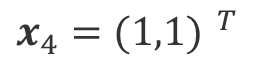 𝒙₄ = (1,1) ᵀ